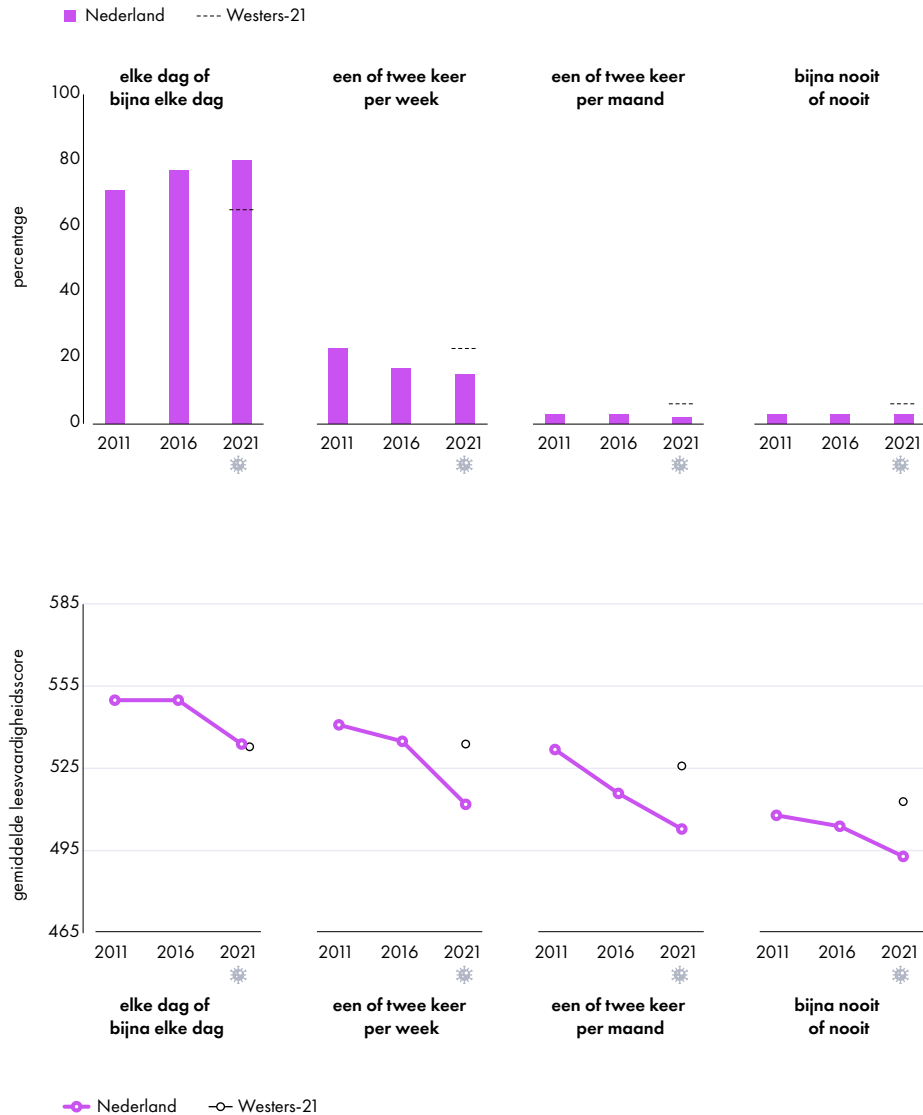 Nederland Westers-21
elke dag of
bijna elke dag
een of twee keer
per week
een of twee keer
per maand
bijna nooit
of nooit
percentage
100
80
60
40
20
0
2011 2016 2021
2011 2016 2021
2011 2016 2021
2011 2016 2021
gemiddelde leesvaardigheidsscore
585
555
525
495
465
2011 2016 2021
2011 2016 2021
2011 2016 2021
2011 2016 2021
elke dag of
bijna elke dag
een of twee keer
per week
een of twee keer
per maand
bijna nooit
of nooit
Nederland Westers-21